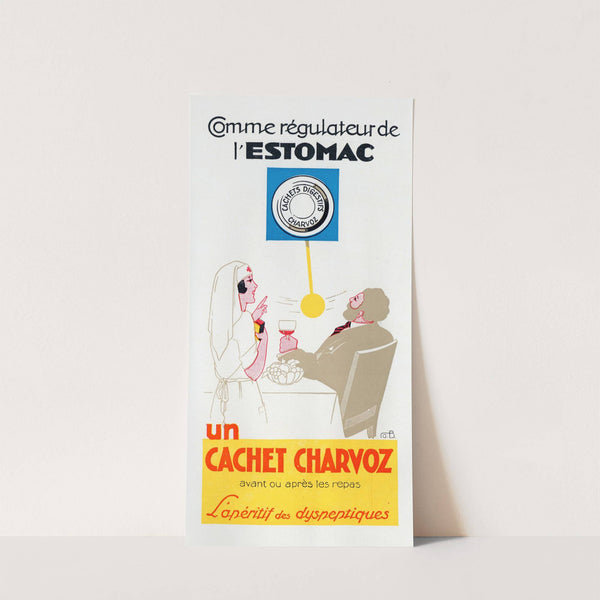 Comme régulateur de
l'ESTOMAC
CACHETS DIGESTIFS
CHARVOZ
un
CACHET CHARVOZ
avant ou après les repas
L'apéritif des dyspeptiques